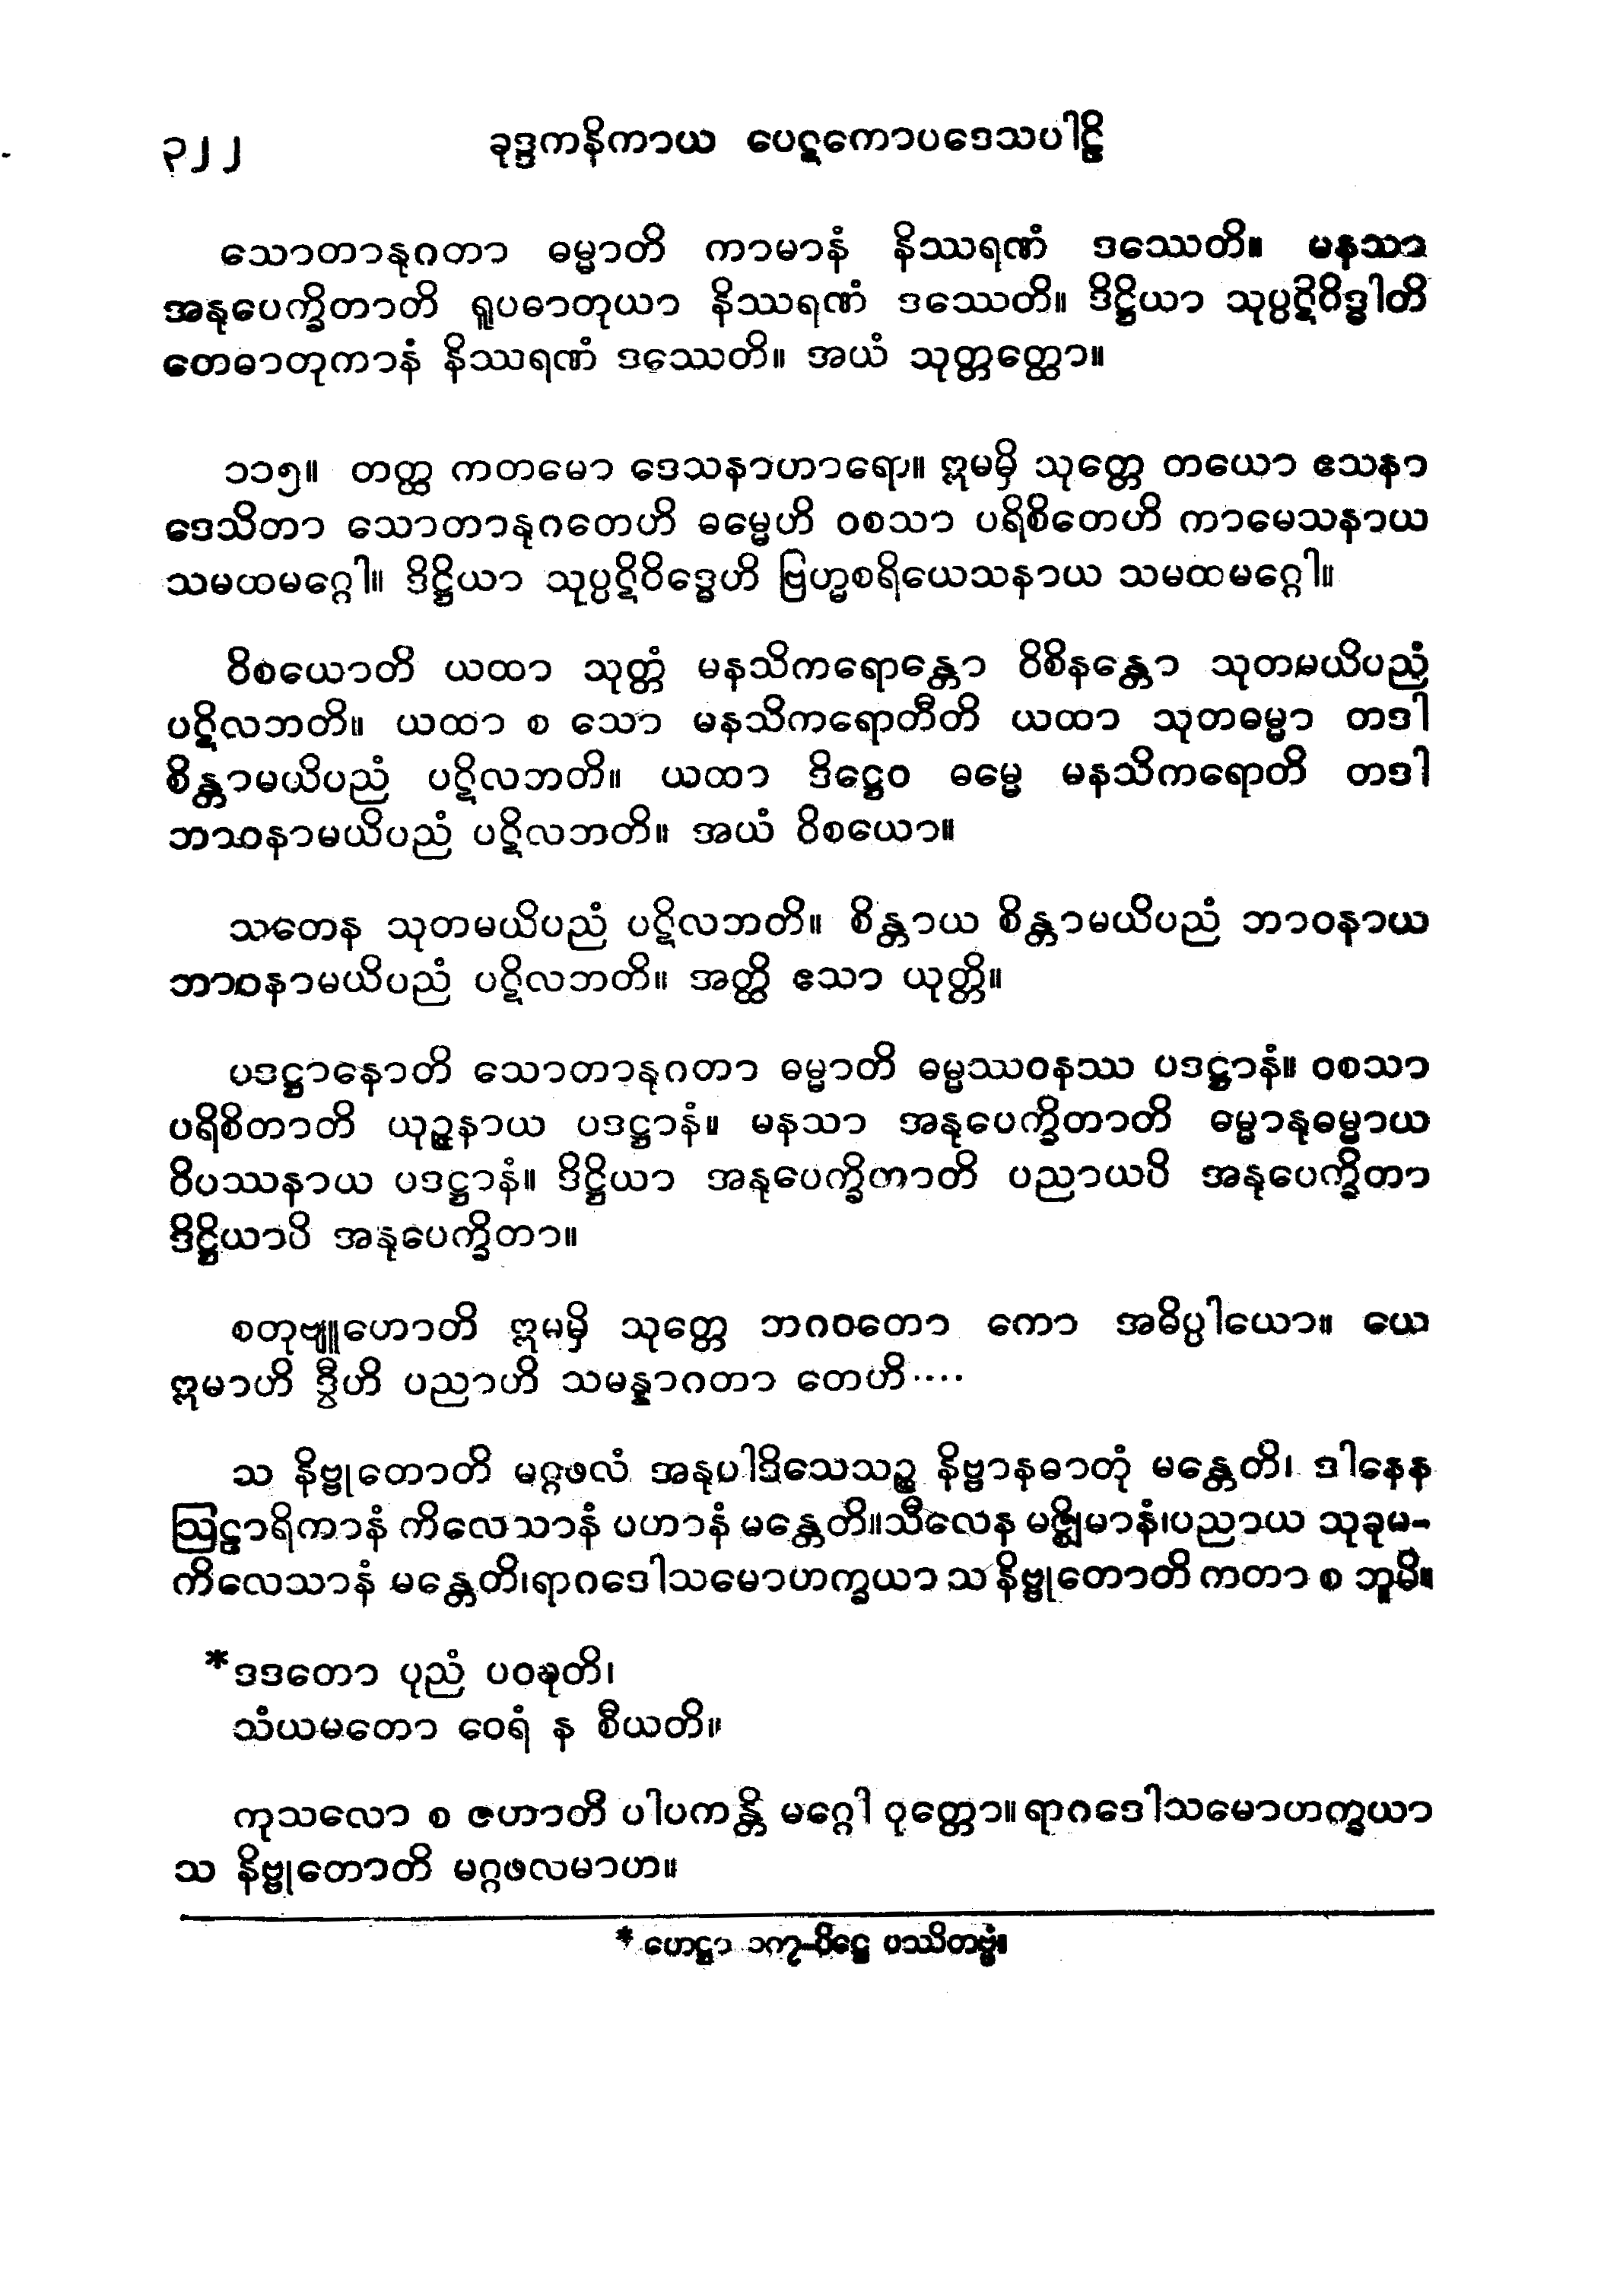 ၃၂၂ ခုဒ္ဒကနိကာယ ပေဋကောပဒေသပါဠိ
သောတာနုဂတာ ဓမ္မာတိ ကာမာနံ နိဿရဏံ ဒဿေတိ။ မနသာ
အနုပေက္ခိတာတိ ရူပဓာတုယာ နိဿရဏံ ဒဿေတိ။ ဒိဋ္ဌိယာ သုပ္ပဋိဝိဒ္ဓါတိ
တေဓာတုကာနံ နိဿရဏံ ဒဿေတိ။ အယံ သုတ္တတ္ထော။
၁၁၅။ တတ္ထ ကတမော ဒေသနာဟာရော။ ဣမမှိ သုတ္တေ တယော ဧသနာ
ဒေသိတာ သောတာနုဂတေဟိ ဓမ္မေဟိ ဝစသာ ပရိစိတေဟိ ကာမေသနာယ
သမထမဂ္ဂေါ။ ဒိဋ္ဌိယာ သုပ္ပဋိဝိဒ္ဓေဟိ ဗြဟ္မစရိယေသနာယ သမထမဂ္ဂေါ။
ဝိစယောတိ ယထာ သုတ္တံ မနသိကရောန္တော ဝိစိနန္တော သုတမယိပညံ
ပဋိလဘတိ။ ယထာ စ သော မနသိကရောတီတိ ယထာ သုတဓမ္မာ တဒါ
စိန္တာမယိပညံ ပဋိလဘတိ။ ယထာ ဒိဋ္ဌေဝ ဓမ္မေ မနသိကရောတိ တဒါ
ဘာဝနာမယိပညံ ပဋိလဘတိ။ အယံ ဝိစယော။
သတေန သုတမယိပညံ ပဋိလဘတိ။ စိန္တာယ စိန္တာမယိပညံ ဘာဝနာယ
ဘာဝနာမယိပညံ ပဋိလဘတိ။ အတ္ထိ ဧသာ ယုတ္တိ။
ပဒဋ္ဌာနောတိ သောတာနုဂတာ ဓမ္မာတိ ဓမ္မဿဝနဿ ပဒဋ္ဌာနံ။ ဝစသာ
ပရိစိတာတိ ယုဉ္ဇနာယ ပဒဋ္ဌာနံ။ မနသာ အနုပေက္ခိတာတိ ဓမ္မာနုဓမ္မာယ
ဝိပဿနာယ ပဒဋ္ဌာနံ။ ဒိဋ္ဌိယာ အနုပေက္ခိတာတိ ပညာယပိ အနုပေက္ခိတာ
ဒိဋ္ဌိယာပိ အနုပေက္ခိတာ။
စတုဗျူဟောတိ ဣမမှိ သုတ္တေ ဘဂဝတော ကော အဓိပ္ပါယော။ ယေ
ဣမာဟိ ဒွီဟိ ပညာဟိ သမန္နာဂတာ တေဟိ....
သ နိဗ္ဗုတောတိ မဂ္ဂဖလံ အနုပါဒိသေသဉ္စ နိဗ္ဗာနဓာတုံ မန္တေတိ၊ ဒါနေန
ဩဠာရိကာနံ ကိလေသာနံ ပဟာနံ မန္တေတိ။သီလေန မဇ္ဈိမာနံ၊ပညာယ သုခုမ-
ကိလေသာနံ မန္တေတိ၊ရာဂဒေါသမောဟက္ခယာ သ နိဗ္ဗုတောတိ ကတာ စ ဘူမိ။
*ဒဒတော ပုညံ ပဝဍ္ဎတိ၊
သံယမတော ဝေရံ န စီယတိ။
ကုသလော စ ဇဟာတိ ပါပကန္တိ မဂ္ဂေါ ဝုတ္တော။ ရာဂဒေါသမောဟက္ခယာ
သ နိဗ္ဗုတောတိ မဂ္ဂဖလမာဟ။
* ဟေဋ္ဌာ ပိဋ္ဌေ ပဿိတဗ္ဗံ။